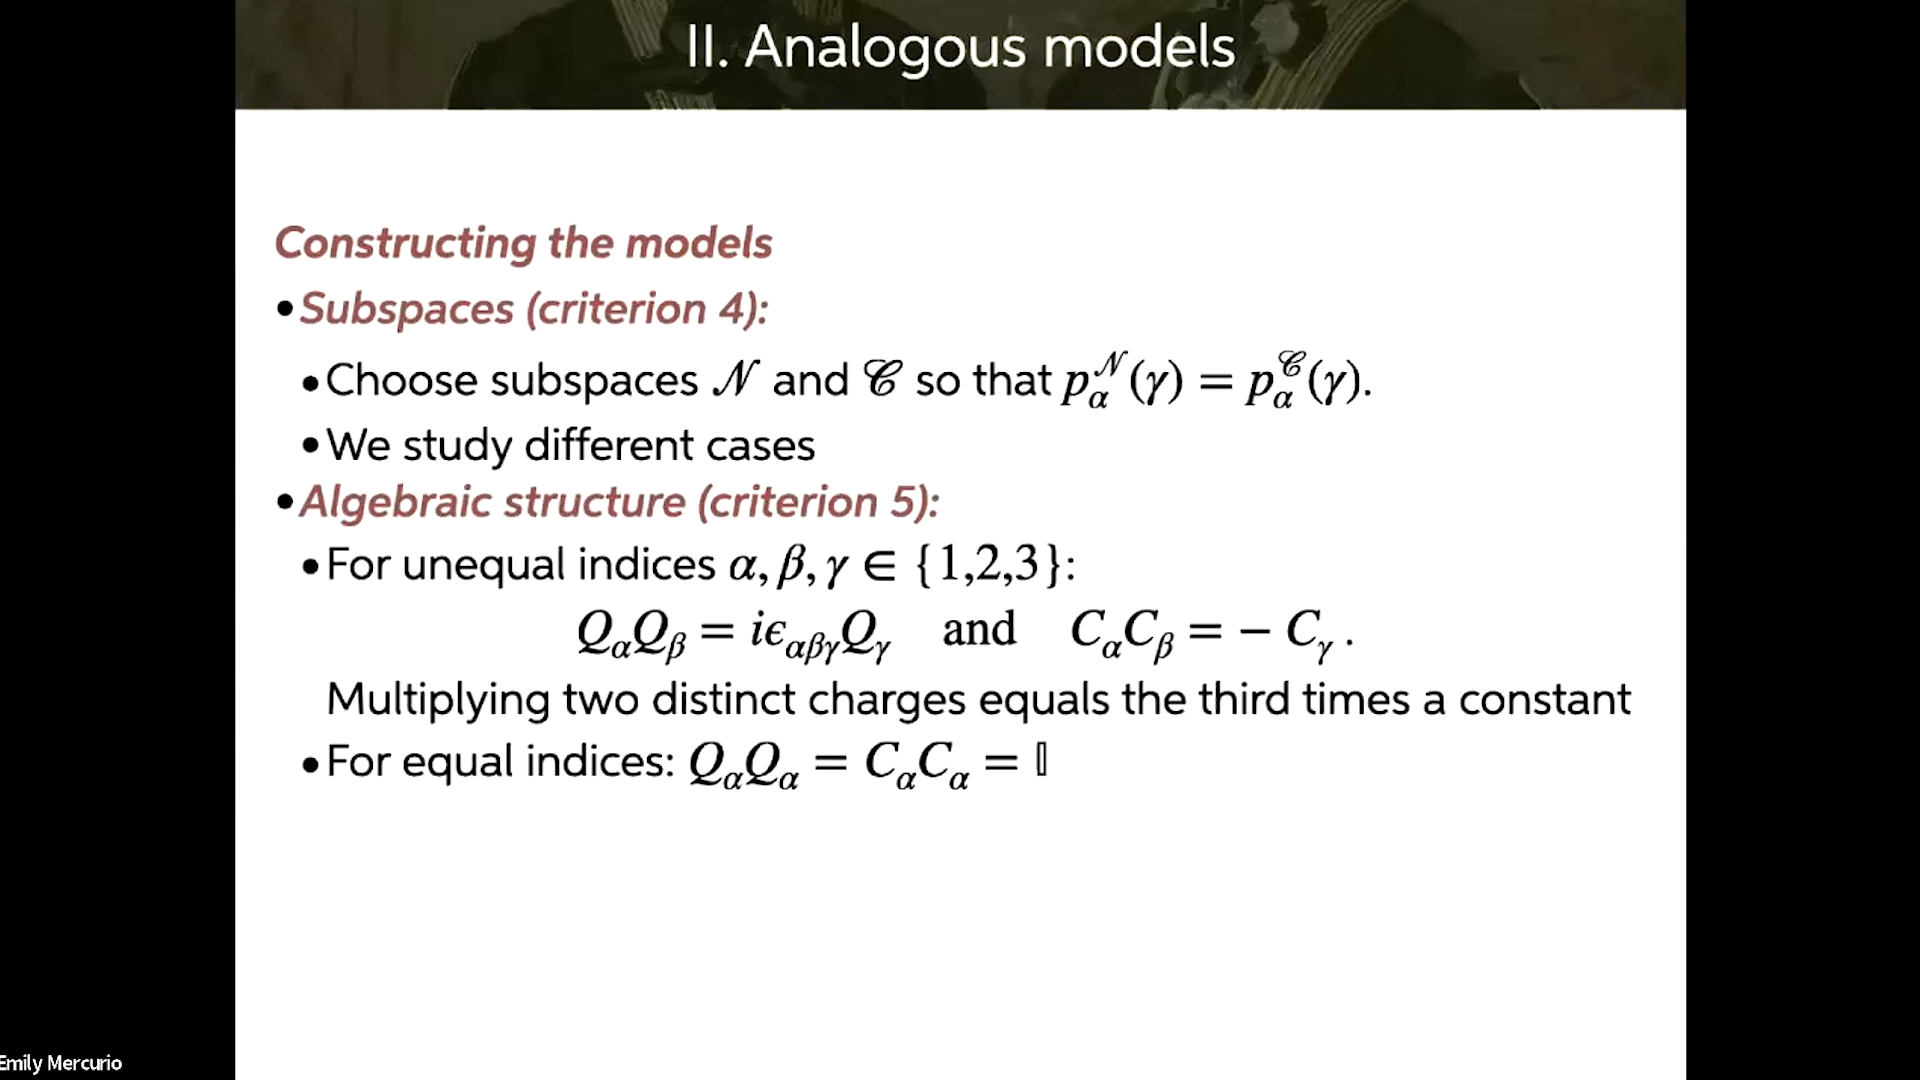 II. Analogous models
Constructing the models
•Subspaces (criterion 4):
•Choose subspaces 𝒩 and 𝒞 so that p_α^𝒩(γ) = p_α^𝒞(γ).
•We study different cases
•Algebraic structure (criterion 5):
•For unequal indices α, β, γ ∈ {1,2,3}:
Q_αQ_β = iϵ_αβγQ_γ and C_αC_β = − C_γ .
Multiplying two distinct charges equals the third times a constant
•For equal indices: Q_αQ_α = C_αC_α = 𝕀
Emily Mercurio